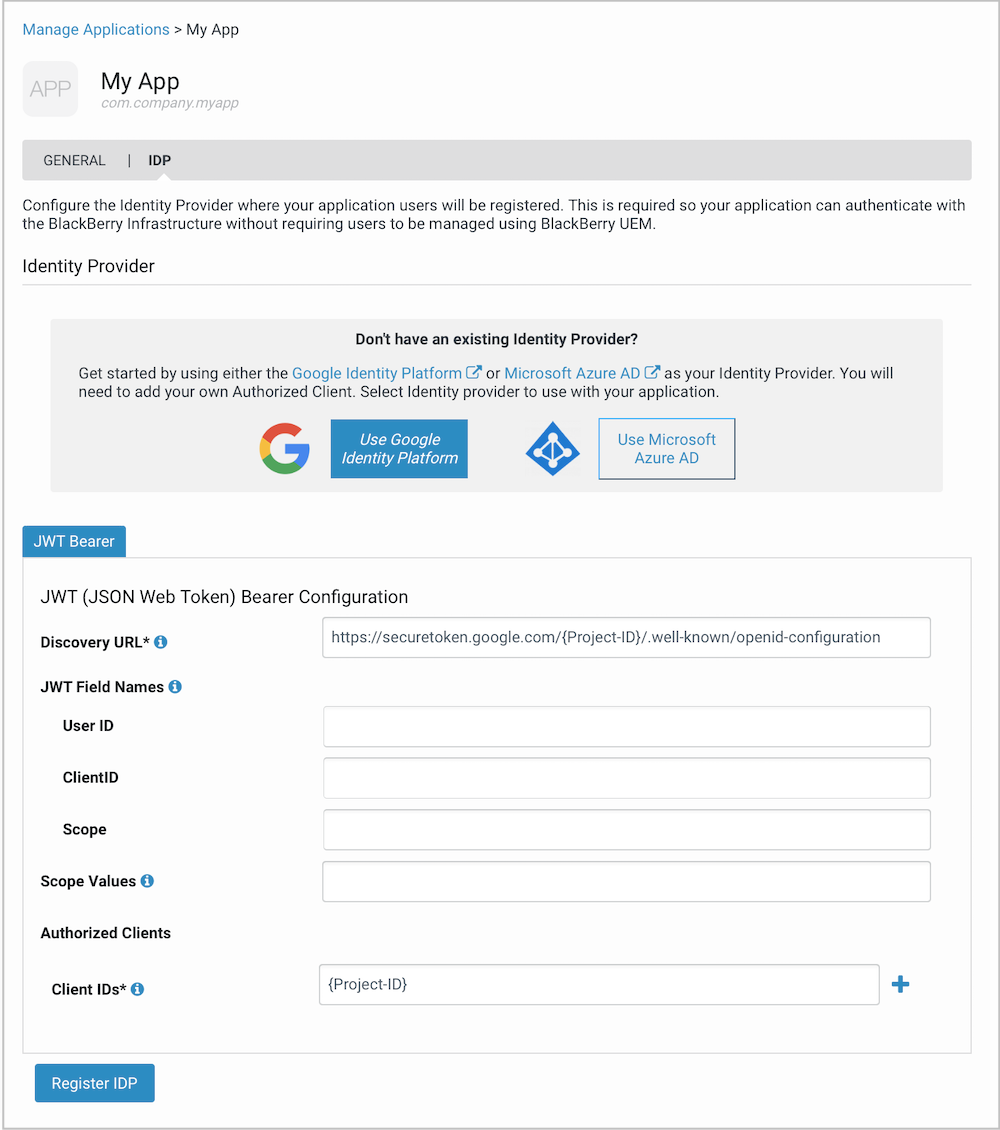 Manage Applications > My App
APP
My App
com.company.myapp
GENERAL | IDP
Configure the Identity Provider where your application users will be registered. This is required so your application can authenticate with
the BlackBerry Infrastructure without requiring users to be managed using BlackBerry UEM.
Identity Provider
Don't have an existing Identity Provider?
Get started by using either the Google Identity Platform or Microsoft Azure AD as your Identity Provider. You will
need to add your own Authorized Client. Select Identity provider to use with your application.
Use Google
Identity Platform
Use Microsoft
Azure AD
JWT Bearer
JWT (JSON Web Token) Bearer Configuration
Discovery URL* https://securetoken.google.com/{Project-ID}/.well-known/openid-configuration
JWT Field Names
User ID
ClientID
Scope
Scope Values
Authorized Clients
Client IDs* {Project-ID}
Register IDP